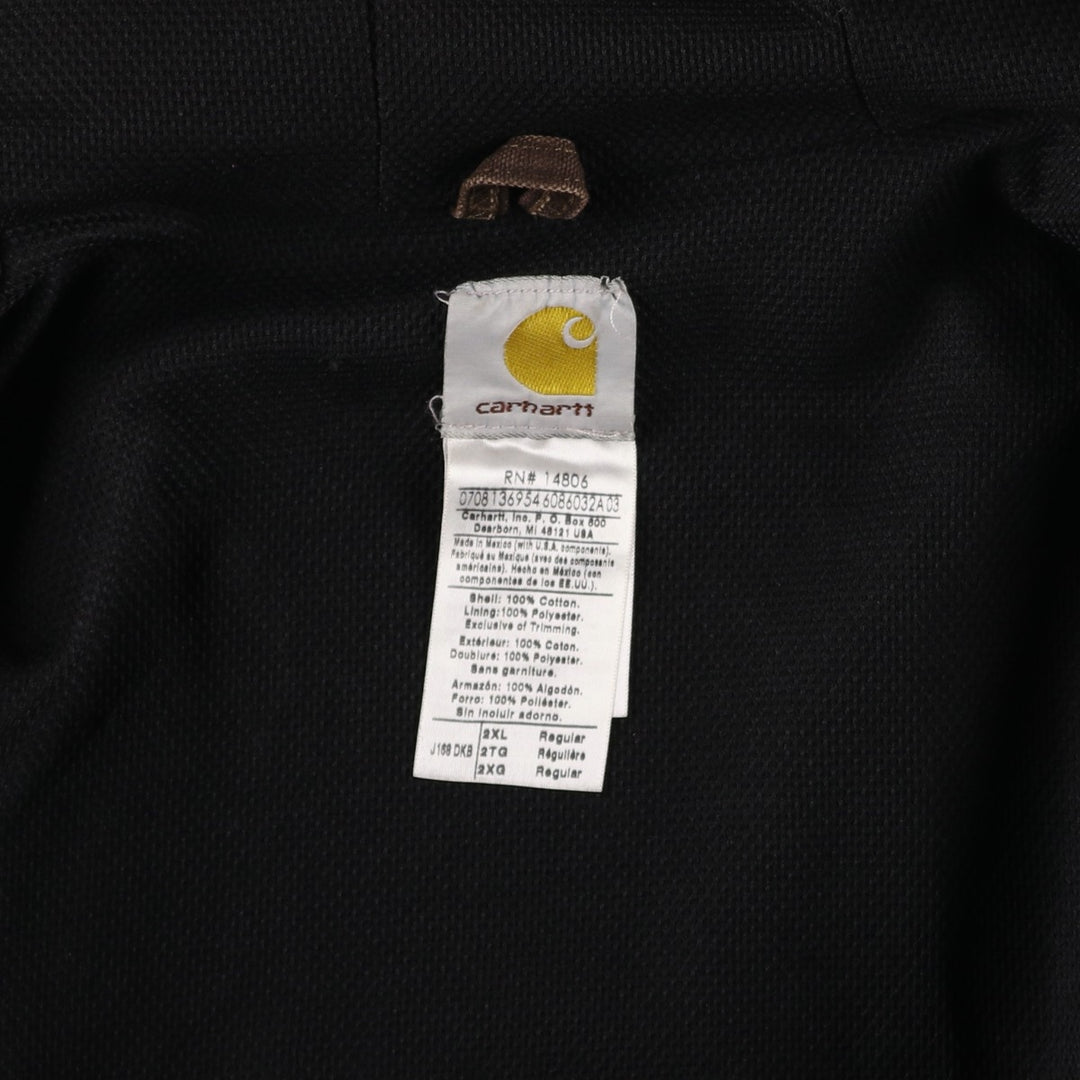 carhartt
RN# 14806
0708136954 6086032A 03
Carhartt, Inc. P. O. Box 600
Dearborn, MI 48121 USA
Made in Mexico (with U.S.A. components).
Fabriqué au Mexique (avec des composants
américains). Hecho en México (con
componentes de los EE.UU.).
Shell: 100% Cotton.
Lining: 100% Polyester.
Exclusive of Trimming.
Extérieur: 100% Coton.
Doublure: 100% Polyester.
Sans garniture.
Armazón: 100% Algodón.
Forro: 100% Poliéster.
Sin incluir adorno.
2XL Regular
J168 DKB 2TG Régulière
2XG Regular